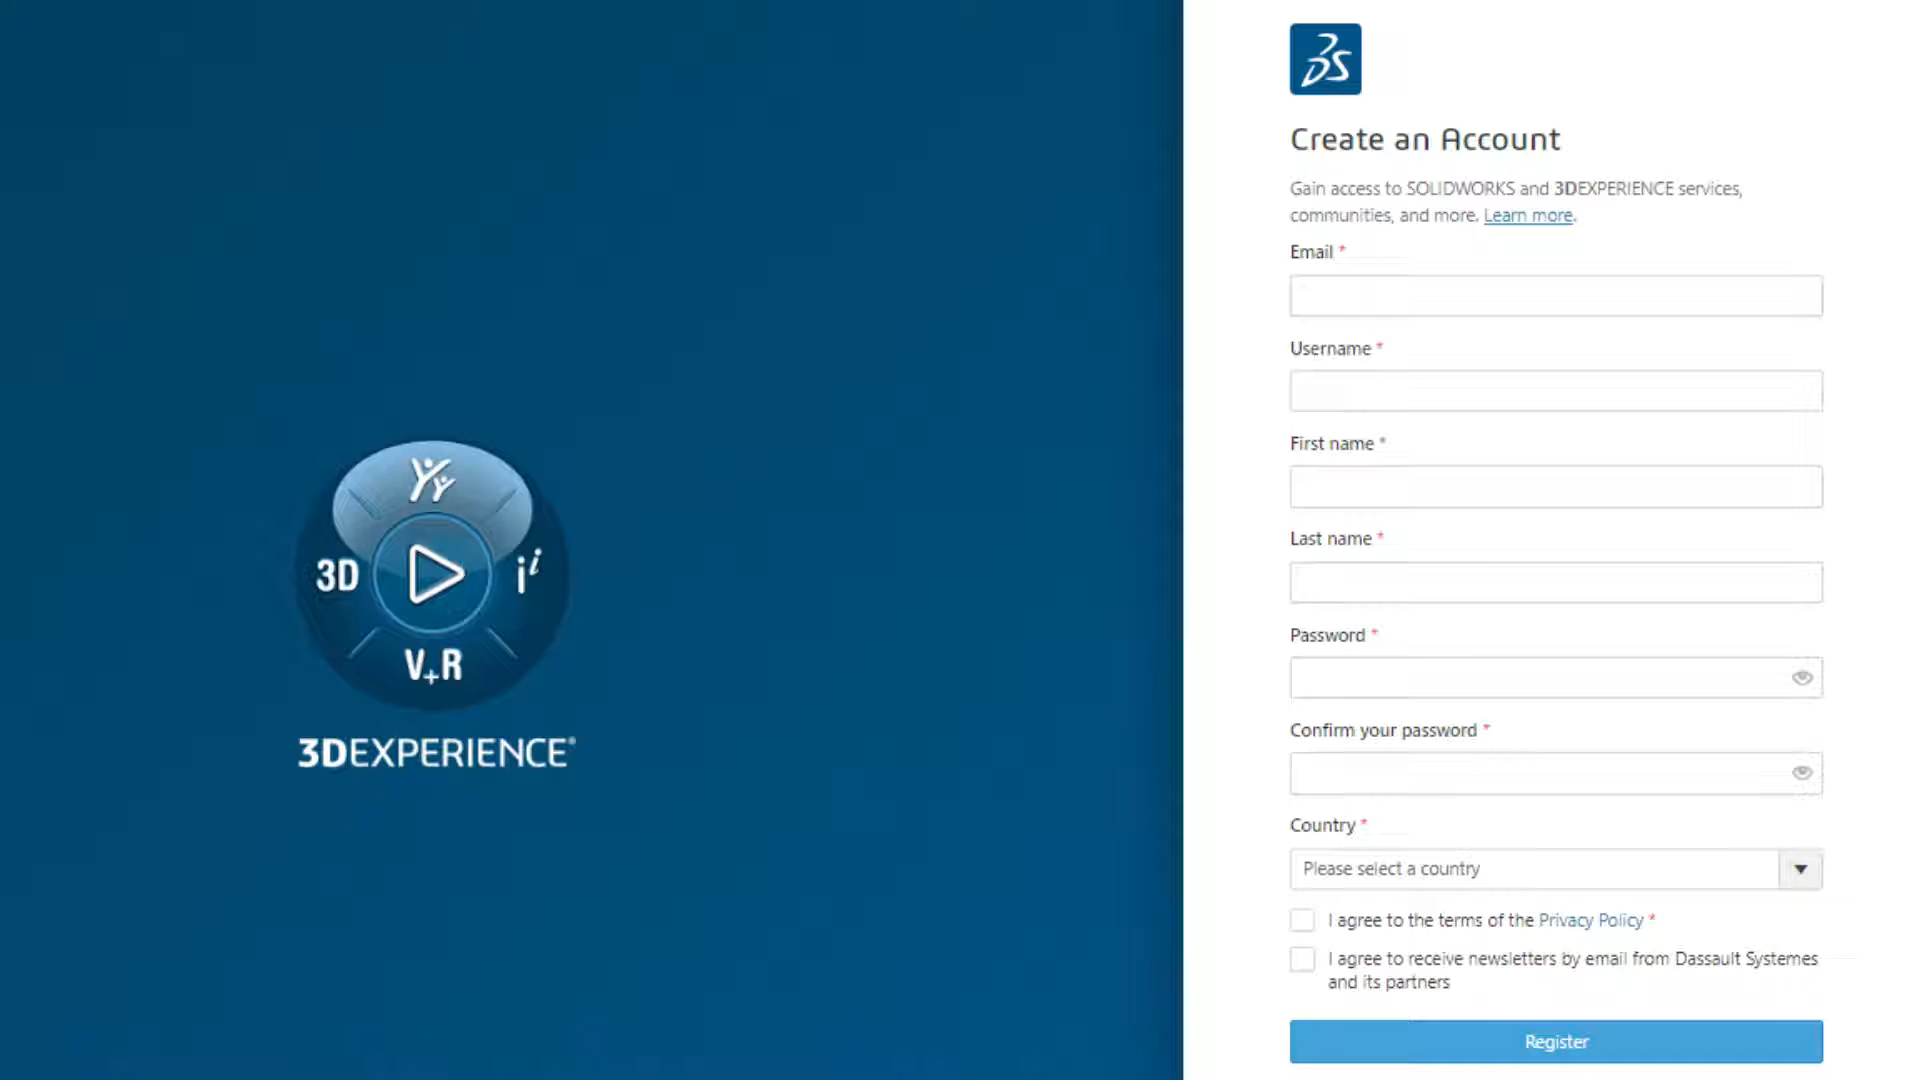 3DS
Create an Account
Gain access to SOLIDWORKS and 3DEXPERIENCE services,
communities, and more. Learn more.
Email *
Username *
First name *
Last name *
Password *
Confirm your password *
Country *
Please select a country
I agree to the terms of the Privacy Policy *
I agree to receive newsletters by email from Dassault Systemes
and its partners
Register
3D
i i
V+R
3DEXPERIENCE®